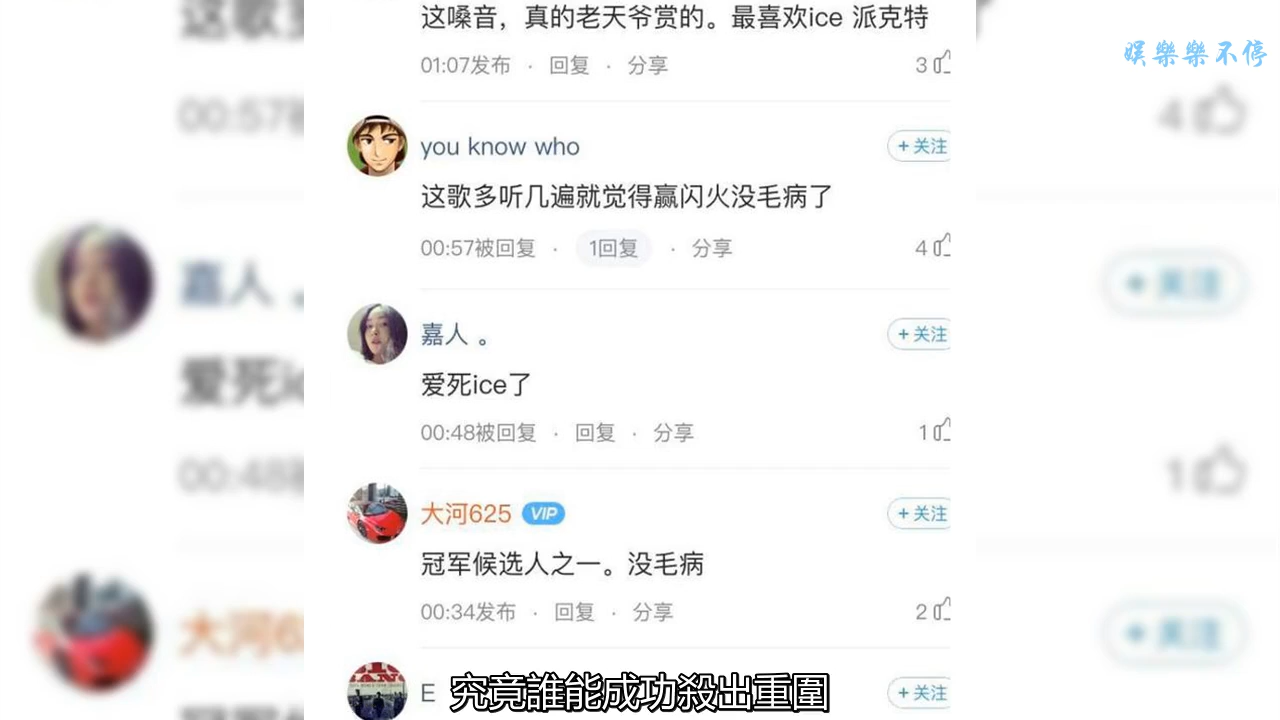 这嗓音，真的老天爷赏的。最喜欢ice 派克特
01:07发布 · 回复 · 分享 3
娱樂樂不停
you know who +关注
这歌多听几遍就觉得赢闪火没毛病了
00:57被回复 · 1回复 · 分享 4
嘉人 。 +关注
爱死ice了
00:48被回复 · 回复 · 分享 1
大河625 VIP +关注
冠军候选人之一。没毛病
00:34发布 · 回复 · 分享 2
E +关注
究竟誰能成功殺出重圍